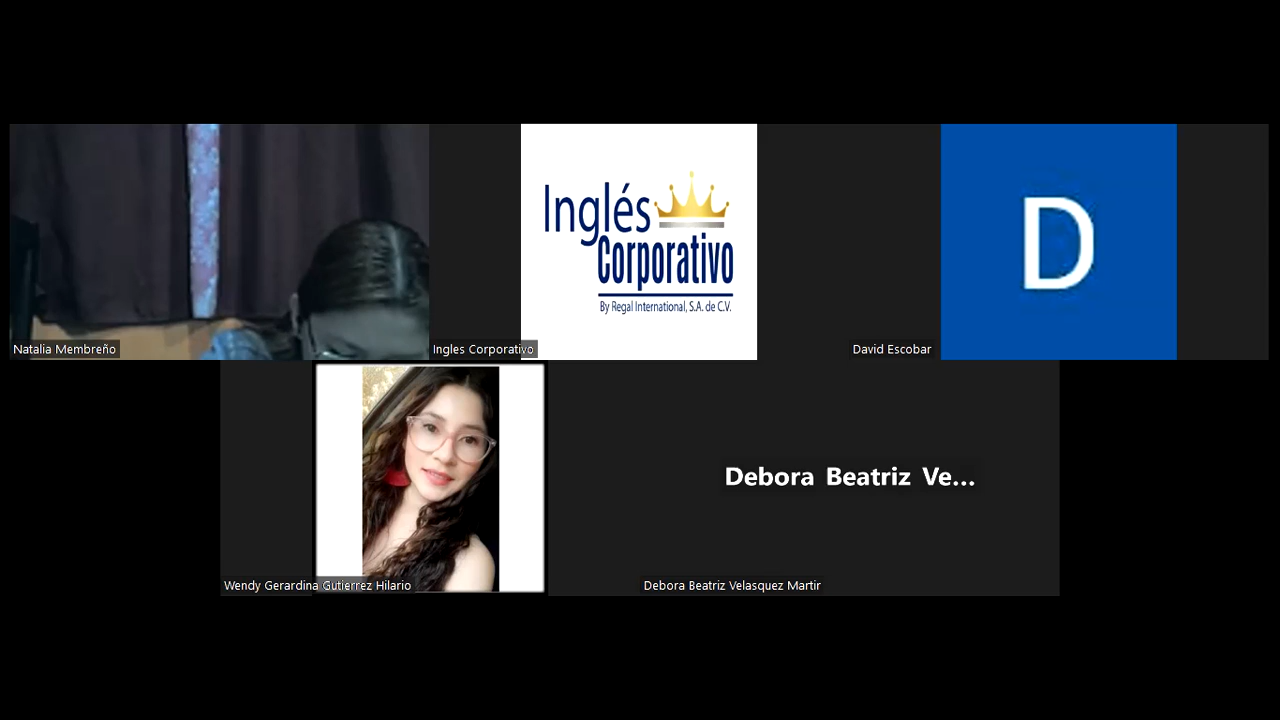 Inglés
Corporativo
By Regal International, S.A. de C.V.
D
Natalia Membreño
Ingles Corporativo
David Escobar
Debora Beatriz Ve...
Wendy Gerardina Gutierrez Hilario
Debora Beatriz Velasquez Martir